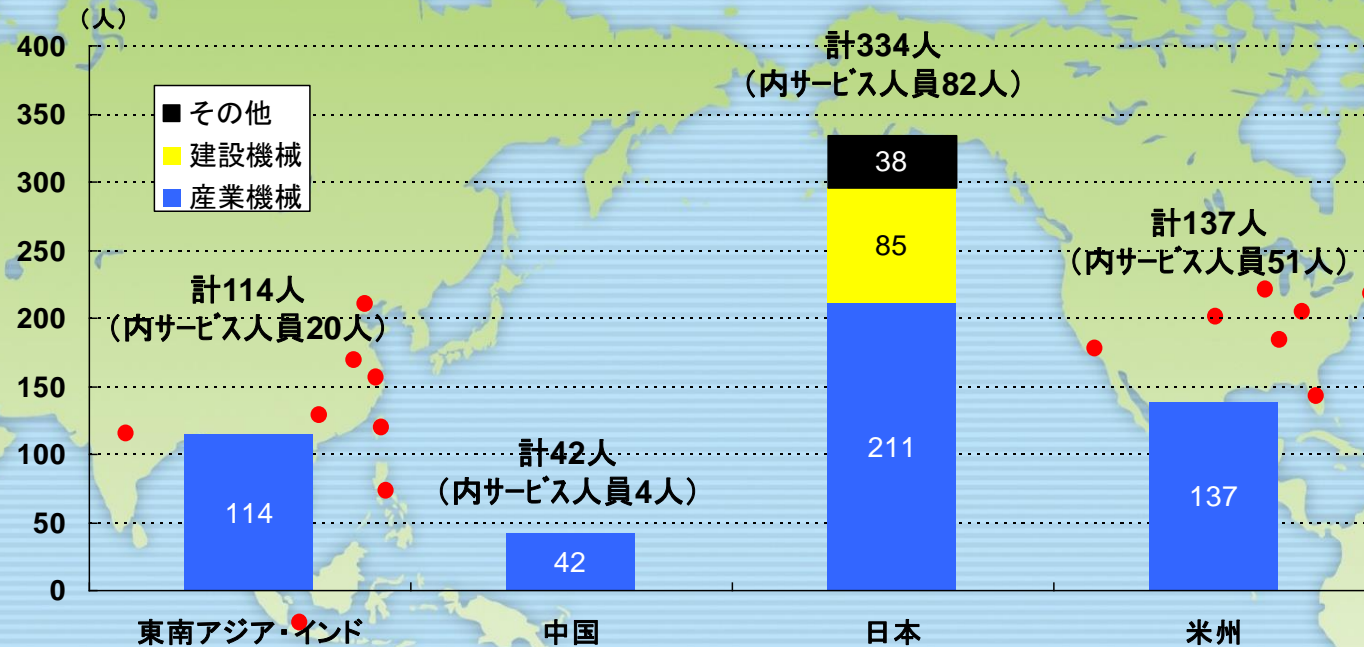 （人）
400
350
300
250
200
150
100
50
0
その他
建設機械
産業機械
計114人
（内サービス人員20人）
114
計42人
（内サービス人員4人）
42
計334人
（内サービス人員82人）
38
85
211
計137人
（内サービス人員51人）
137
東南アジア・インド
中国
日本
米州